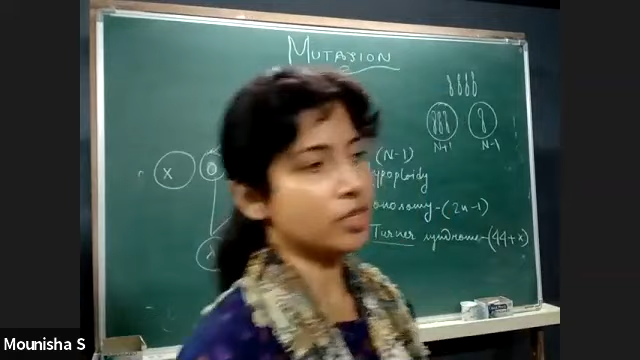 MUTASION
N+1 N-1
X O (N-1)
ypoploidy
onosomy-(2n-1)
Turner syndrome-(44+x)
Mounisha S